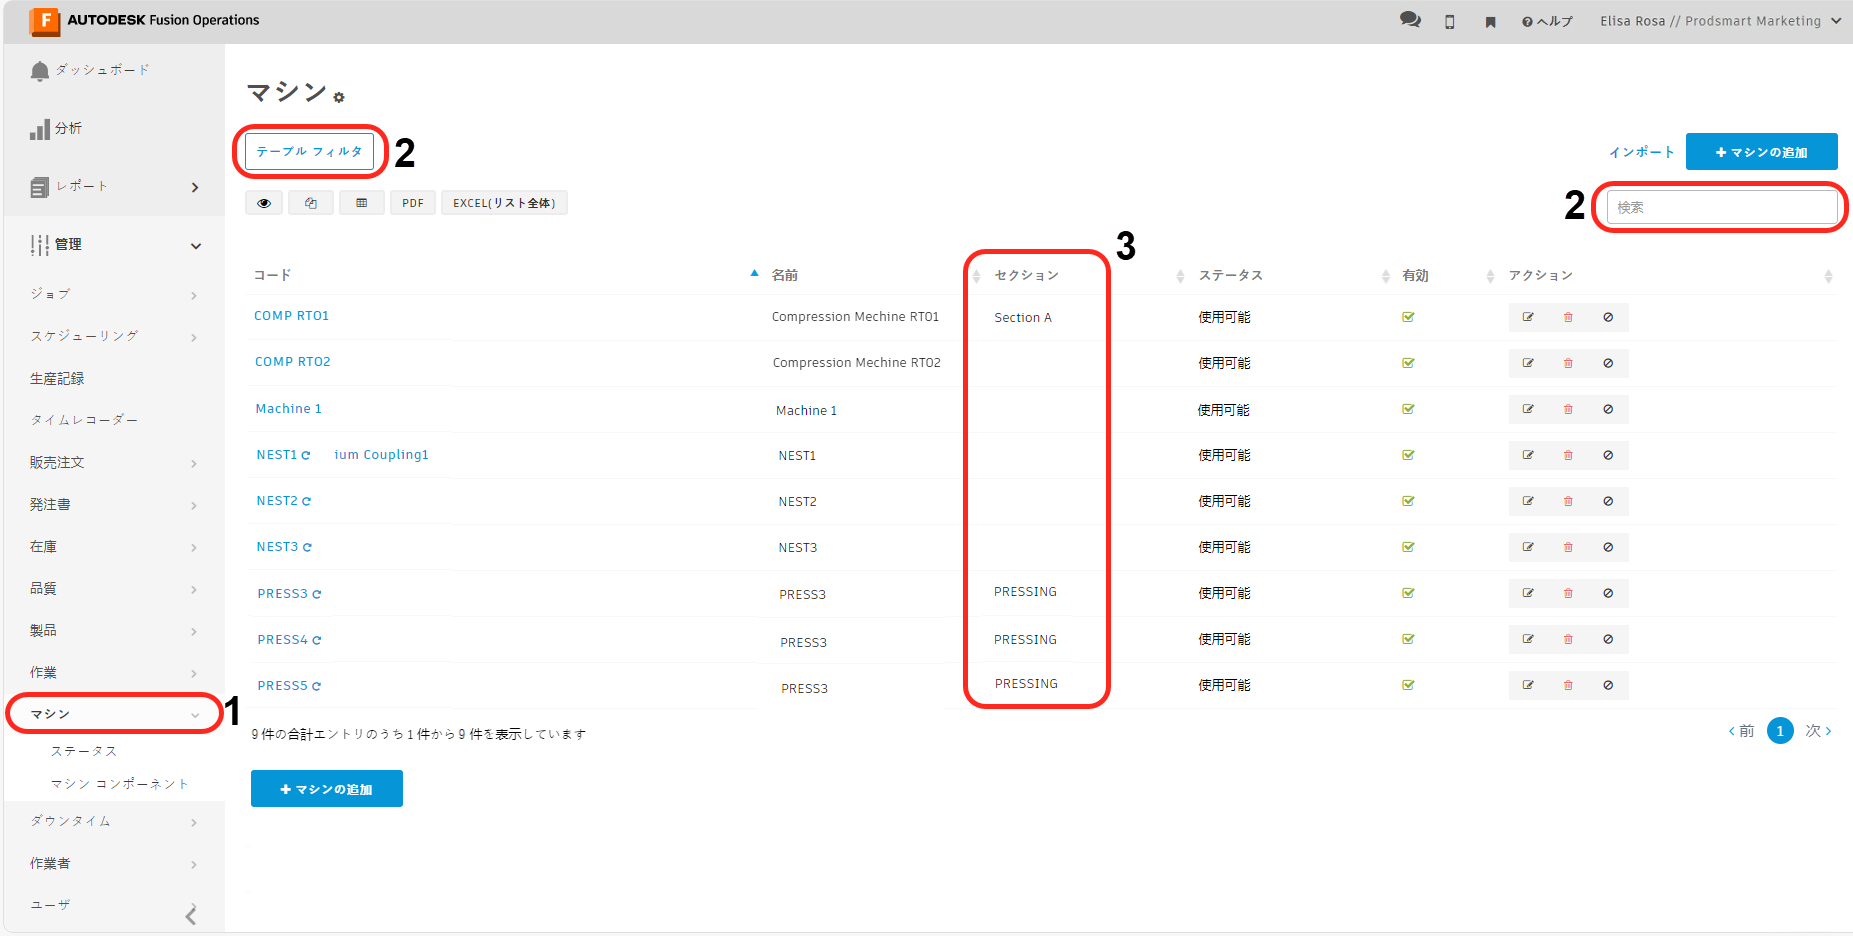 F AUTODESK Fusion Operations
ヘルプ Elisa Rosa // Prodsmart Marketing
ダッシュボード
分析
レポート
管理
ジョブ
スケジューリング
生産記録
タイムレコーダー
販売注文
発注書
在庫
品質
製品
作業
マシン 1
ステータス
マシン コンポーネント
ダウンタイム
作業者
ユーザ
マシン
テーブル フィルタ 2
インポート + マシンの追加
PDF EXCEL(リスト全体)
2 検索
3
コード 名前 セクション ステータス 有効 アクション
COMP RT01 Compression Mechine RT01 Section A 使用可能
COMP RT02 Compression Mechine RT02 使用可能
Machine 1 Machine 1 使用可能
NEST1 ium Coupling1 NEST1 使用可能
NEST2 NEST2 使用可能
NEST3 NEST3 使用可能
PRESS3 PRESS3 PRESSING 使用可能
PRESS4 PRESS3 PRESSING 使用可能
PRESS5 PRESS3 PRESSING 使用可能
9 件の合計エントリのうち 1 件から 9 件を表示しています
< 前 1 次 >
+ マシンの追加